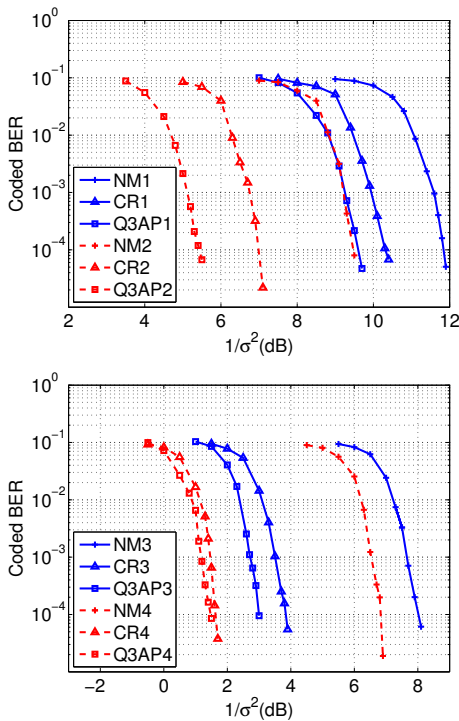 10^0
10^-1
10^-2
10^-3
10^-4
Coded BER
NM1
CR1
Q3AP1
NM2
CR2
Q3AP2
2 4 6 8 10 12
1/σ^2(dB)
10^0
10^-1
10^-2
10^-3
10^-4
Coded BER
NM3
CR3
Q3AP3
NM4
CR4
Q3AP4
−2 0 2 4 6 8
1/σ^2(dB)